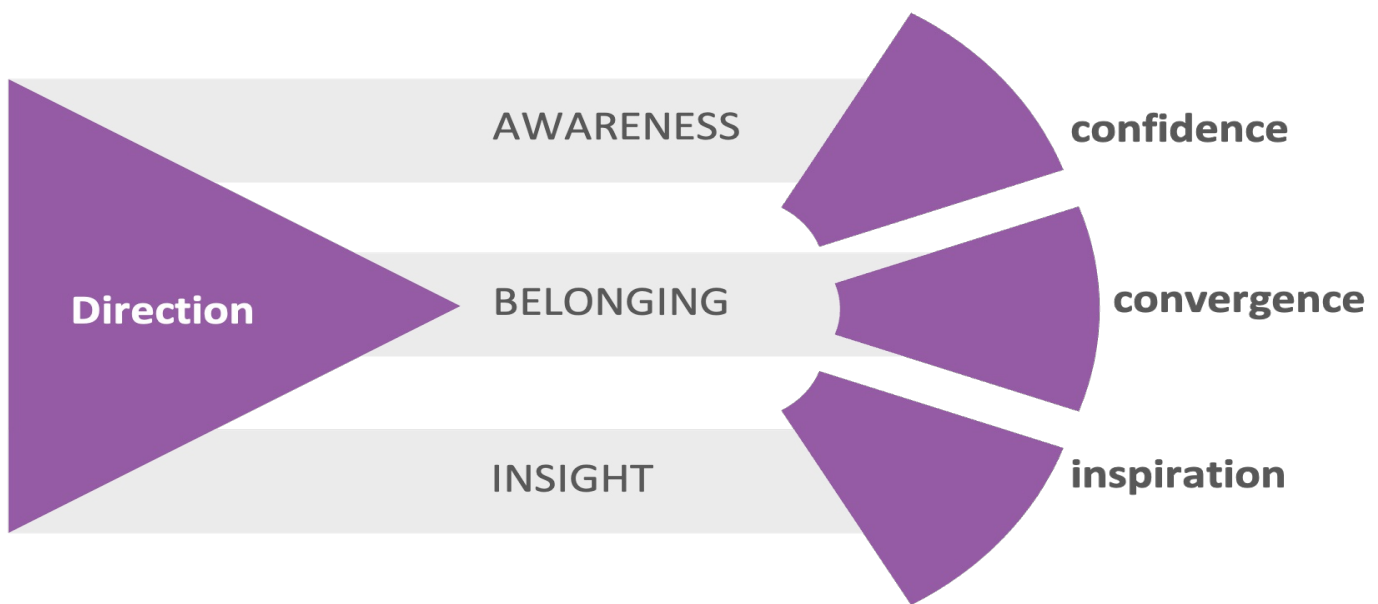 AWARENESS
confidence
Direction
BELONGING
convergence
INSIGHT
inspiration